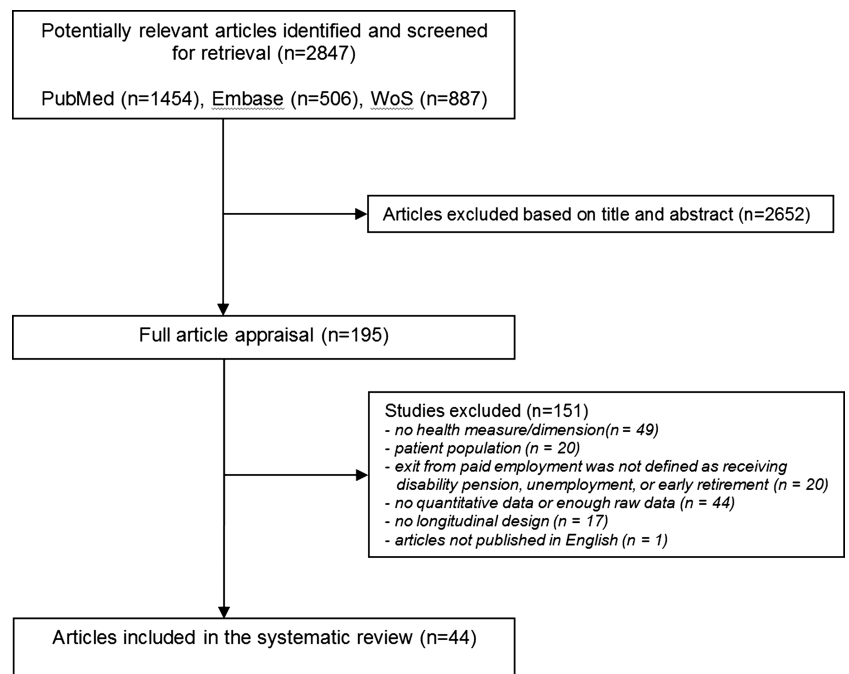 Potentially relevant articles identified and screened
for retrieval (n=2847)
PubMed (n=1454), Embase (n=506), WoS (n=887)
Articles excluded based on title and abstract (n=2652)
Full article appraisal (n=195)
Studies excluded (n=151)
- no health measure/dimension(n = 49)
- patient population (n = 20)
- exit from paid employment was not defined as receiving
disability pension, unemployment, or early retirement (n = 20)
- no quantitative data or enough raw data (n = 44)
- no longitudinal design (n = 17)
- articles not published in English (n = 1)
Articles included in the systematic review (n=44)